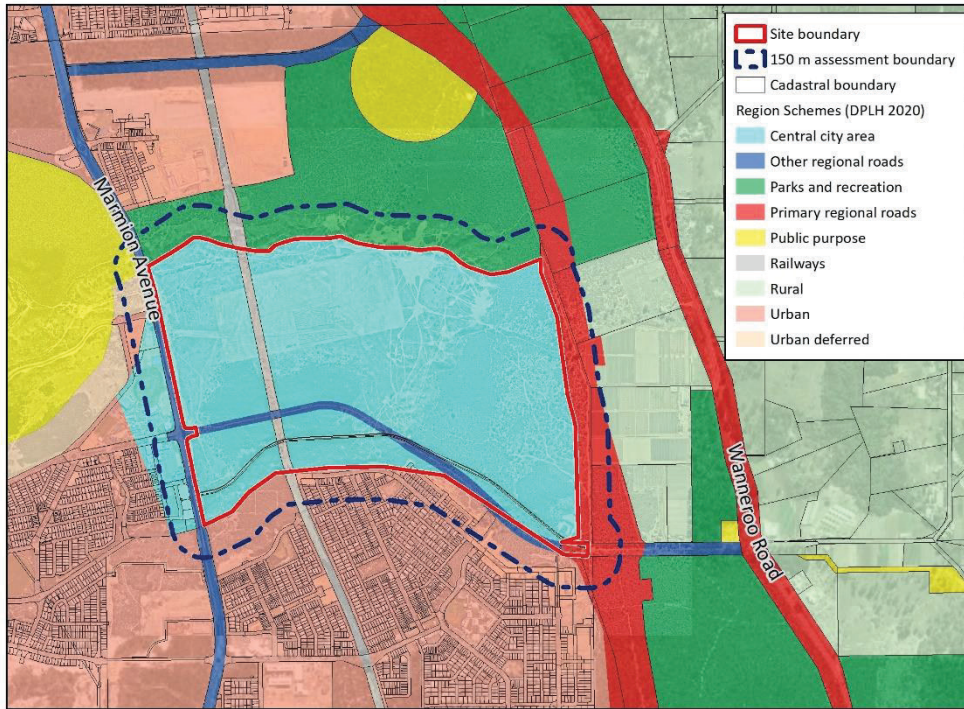 Site boundary
150 m assessment boundary
Cadastral boundary
Region Schemes (DPLH 2020)
Central city area
Other regional roads
Parks and recreation
Primary regional roads
Public purpose
Railways
Rural
Urban
Urban deferred
Marmion Avenue
Wanneroo Road